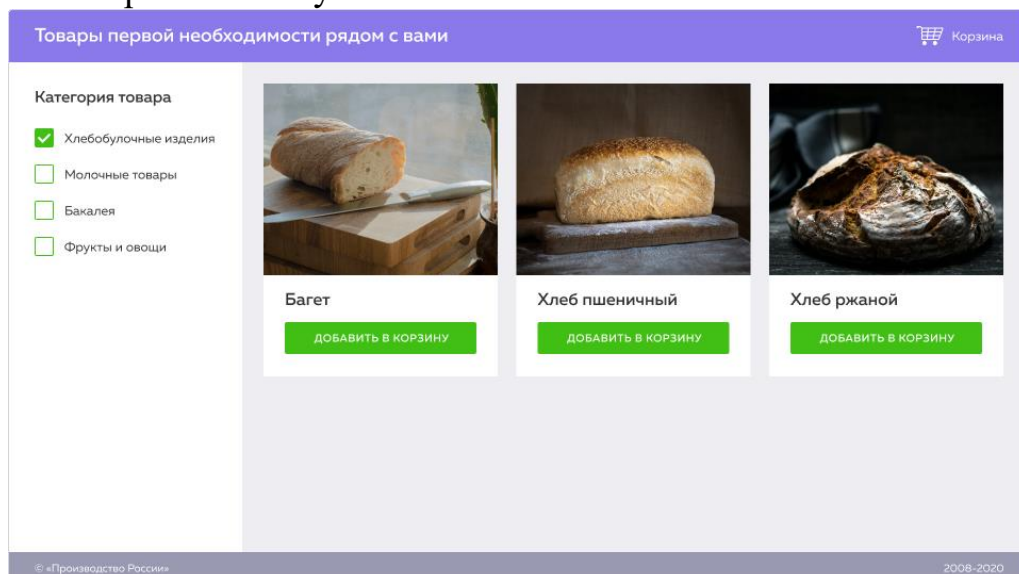 Товары первой необходимости рядом с вами
Корзина
Категория товара
Хлебобулочные изделия
Молочные товары
Бакалея
Фрукты и овощи
Багет
ДОБАВИТЬ В КОРЗИНУ
Хлеб пшеничный
ДОБАВИТЬ В КОРЗИНУ
Хлеб ржаной
ДОБАВИТЬ В КОРЗИНУ
© «Производство России»
2008-2020